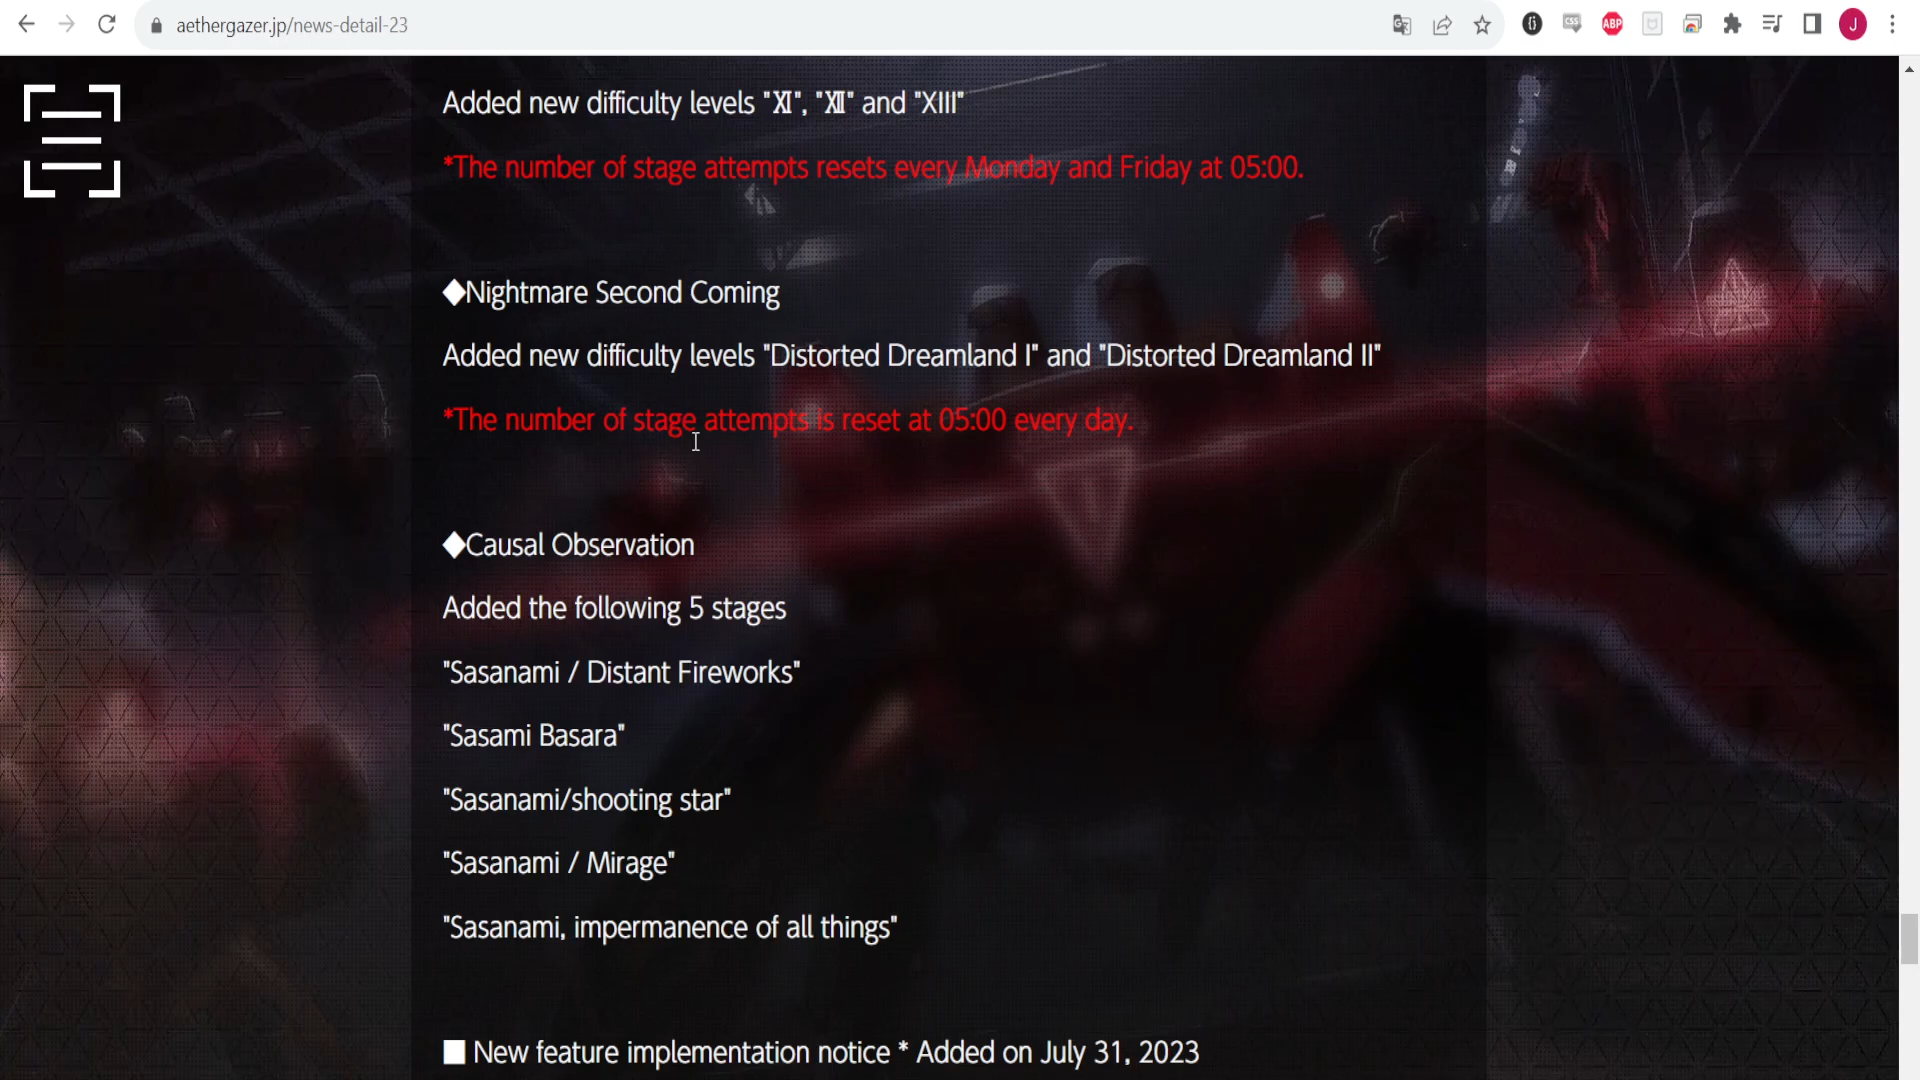 aethergazer.jp/news-detail-23
ABP
J
Added new difficulty levels "Ⅺ", "Ⅻ" and "XIII"
*The number of stage attempts resets every Monday and Friday at 05:00.
◆Nightmare Second Coming
Added new difficulty levels "Distorted Dreamland I" and "Distorted Dreamland II"
*The number of stage attempts is reset at 05:00 every day.
◆Causal Observation
Added the following 5 stages
"Sasanami / Distant Fireworks"
"Sasami Basara"
"Sasanami/shooting star"
"Sasanami / Mirage"
"Sasanami, impermanence of all things"
■ New feature implementation notice * Added on July 31, 2023